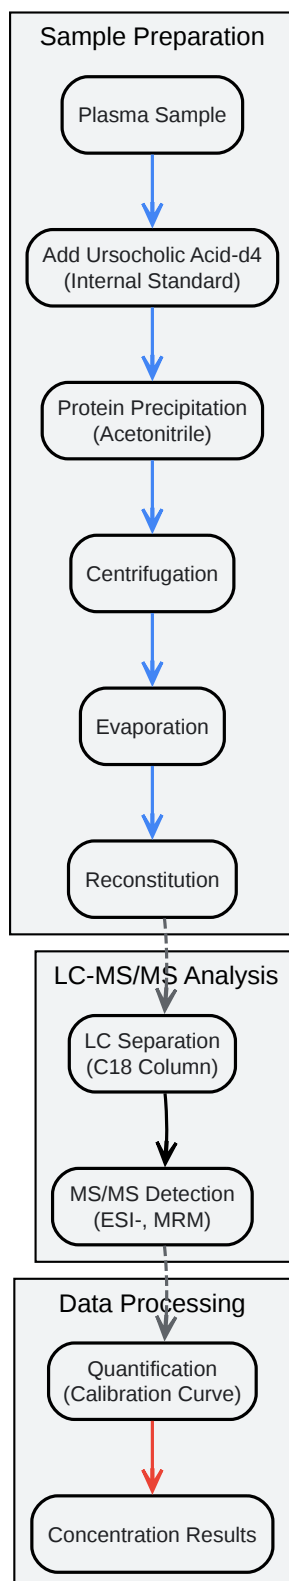 Sample Preparation
Plasma Sample
Add Ursocholic Acid-d4
(Internal Standard)
Protein Precipitation
(Acetonitrile)
Centrifugation
Evaporation
Reconstitution
LC-MS/MS Analysis
LC Separation
(C18 Column)
MS/MS Detection
(ESI-, MRM)
Data Processing
Quantification
(Calibration Curve)
Concentration Results